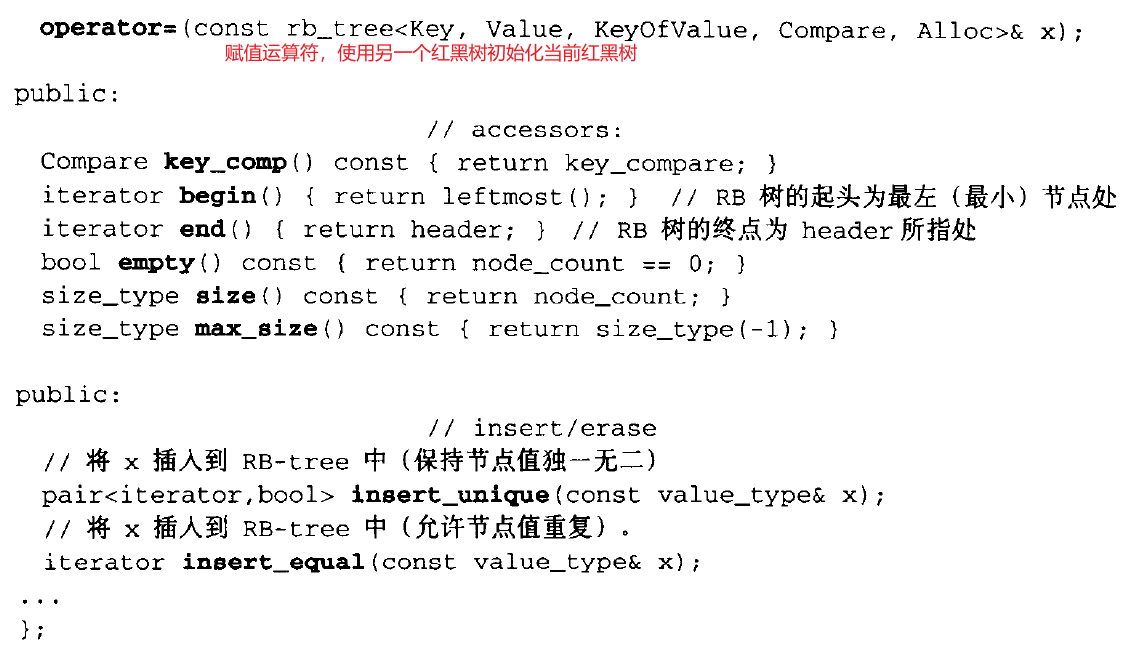 operator=(const rb_tree<Key, Value, KeyOfValue, Compare, Alloc>& x);
赋值运算符，使用另一个红黑树初始化当前红黑树
public:
// accessors:
Compare key_comp() const { return key_compare; }
iterator begin() { return leftmost(); } // RB 树的起头为最左（最小）节点处
iterator end() { return header; } // RB 树的终点为 header 所指处
bool empty() const { return node_count == 0; }
size_type size() const { return node_count; }
size_type max_size() const { return size_type(-1); }
public:
// insert/erase
// 将 x 插入到 RB-tree 中（保持节点值独一无二）
pair<iterator,bool> insert_unique(const value_type& x);
// 将 x 插入到 RB-tree 中（允许节点值重复）.
iterator insert_equal(const value_type& x);
...
};